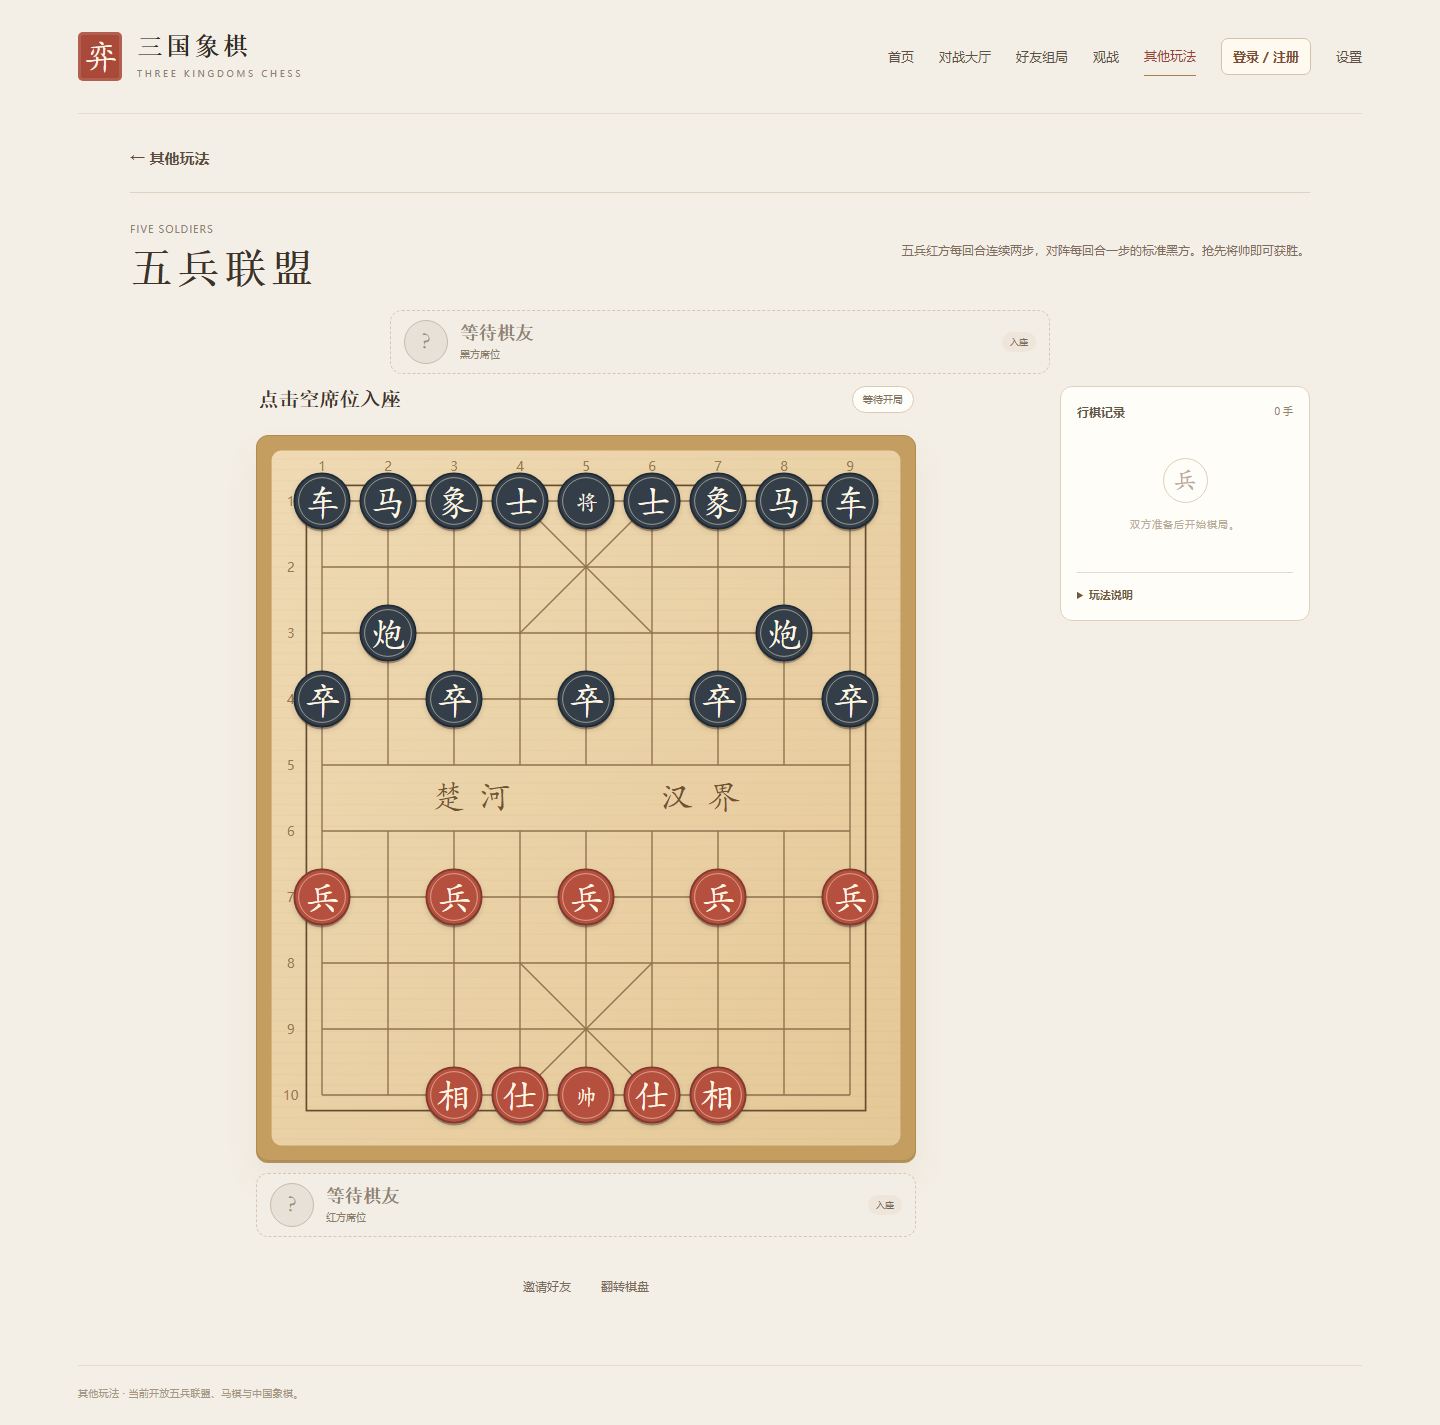 弈
三国象棋
THREE KINGDOMS CHESS
首页 对战大厅 好友组局 观战 其他玩法 登录 / 注册 设置
← 其他玩法
FIVE SOLDIERS
五兵联盟
五兵红方每回合连续两步，对阵每回合一步的标准黑方。抢先将帅即可获胜。
? 等待棋友
黑方席位
入座
点击空席位入座
等待开局
1 2 3 4 5 6 7 8 9
1 车 马 象 士 将 士 象 马 车
2
3 炮 炮
4 卒 卒 卒 卒 卒
5
楚河 汉界
6
7 兵 兵 兵 兵 兵
8
9
10 相 仕 帅 仕 相
行棋记录 0 手
兵
双方准备后开始棋局。
▶ 玩法说明
? 等待棋友
红方席位
入座
邀请好友 翻转棋盘
其他玩法 · 当前开放五兵联盟、马棋与中国象棋。